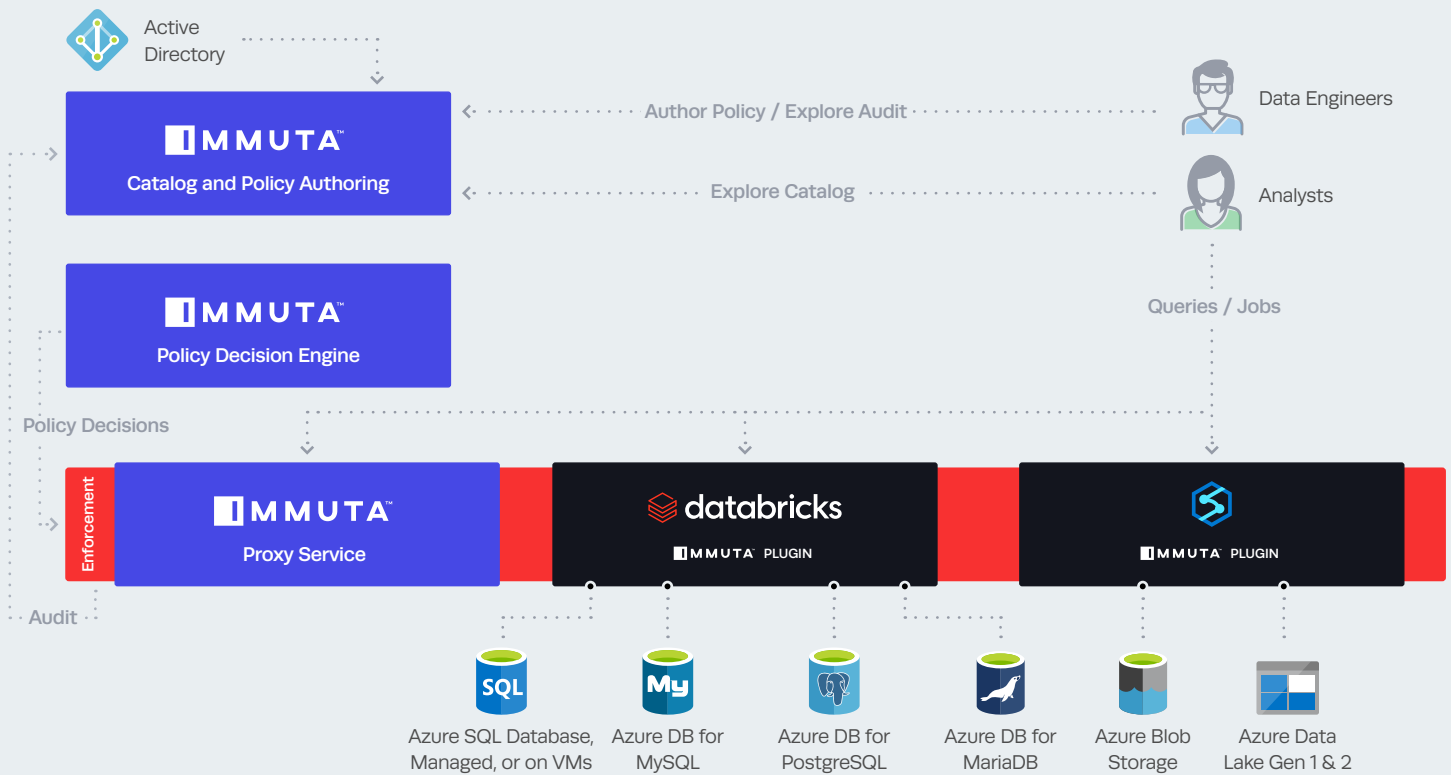 Active
Directory
IMMUTA™
Catalog and Policy Authoring
Author Policy / Explore Audit
Data Engineers
Explore Catalog
Analysts
IMMUTA™
Policy Decision Engine
Queries / Jobs
Policy Decisions
Enforcement
IMMUTA™
Proxy Service
databricks
IMMUTA PLUGIN
IMMUTA PLUGIN
Audit
SQL
My
Azure SQL Database,
Managed, or on VMs
Azure DB for
MySQL
Azure DB for
PostgreSQL
Azure DB for
MariaDB
Azure Blob
Storage
Azure Data
Lake Gen 1 & 2